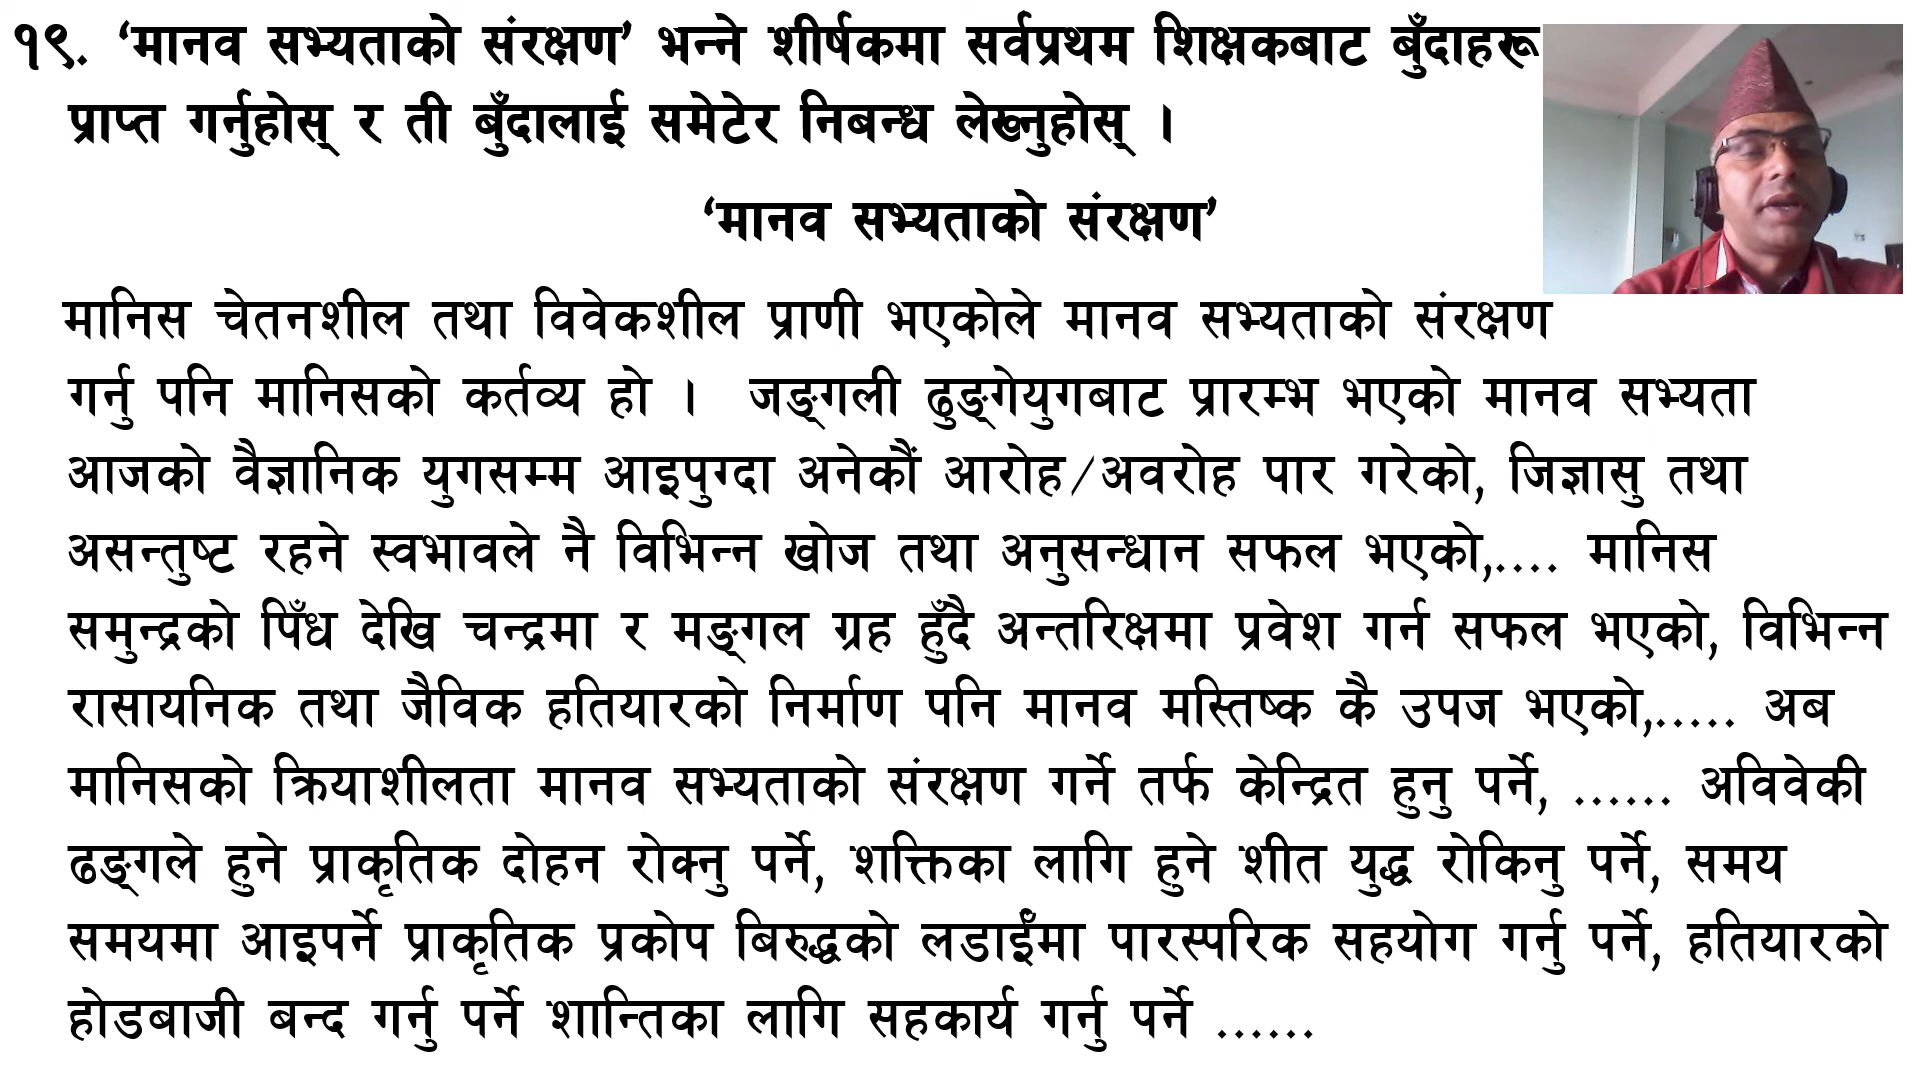 १९. ‘मानव सभ्यताको संरक्षण’ भन्ने शीर्षकमा सर्वप्रथम शिक्षकबाट बुँदाहरू
प्राप्त गर्नुहोस् र ती बुँदालाई समेटेर निबन्ध लेख्नुहोस् ।
‘मानव सभ्यताको संरक्षण’
मानिस चेतनशील तथा विवेकशील प्राणी भएकोले मानव सभ्यताको संरक्षण
गर्नु पनि मानिसको कर्तव्य हो । जङ्गली ढुङ्गेयुगबाट प्रारम्भ भएको मानव सभ्यता
आजको वैज्ञानिक युगसम्म आइपुग्दा अनेकौं आरोह/अवरोह पार गरेको, जिज्ञासु तथा
असन्तुष्ट रहने स्वभावले नै विभिन्न खोज तथा अनुसन्धान सफल भएको,.... मानिस
समुन्द्रको पिँध देखि चन्द्रमा र मङ्गल ग्रह हुँदै अन्तरिक्षमा प्रवेश गर्न सफल भएको, विभिन्न
रासायनिक तथा जैविक हतियारको निर्माण पनि मानव मस्तिष्क कै उपज भएको,..... अब
मानिसको क्रियाशीलता मानव सभ्यताको संरक्षण गर्ने तर्फ केन्द्रित हुनु पर्ने, ...... अविवेकी
ढङ्गले हुने प्राकृतिक दोहन रोक्नु पर्ने, शक्तिका लागि हुने शीत युद्ध रोकिनु पर्ने, समय
समयमा आइपर्ने प्राकृतिक प्रकोप बिरुद्धको लडाइँमा पारस्परिक सहयोग गर्नु पर्ने, हतियारको
होडबाजी बन्द गर्नु पर्ने शान्तिका लागि सहकार्य गर्नु पर्ने ......